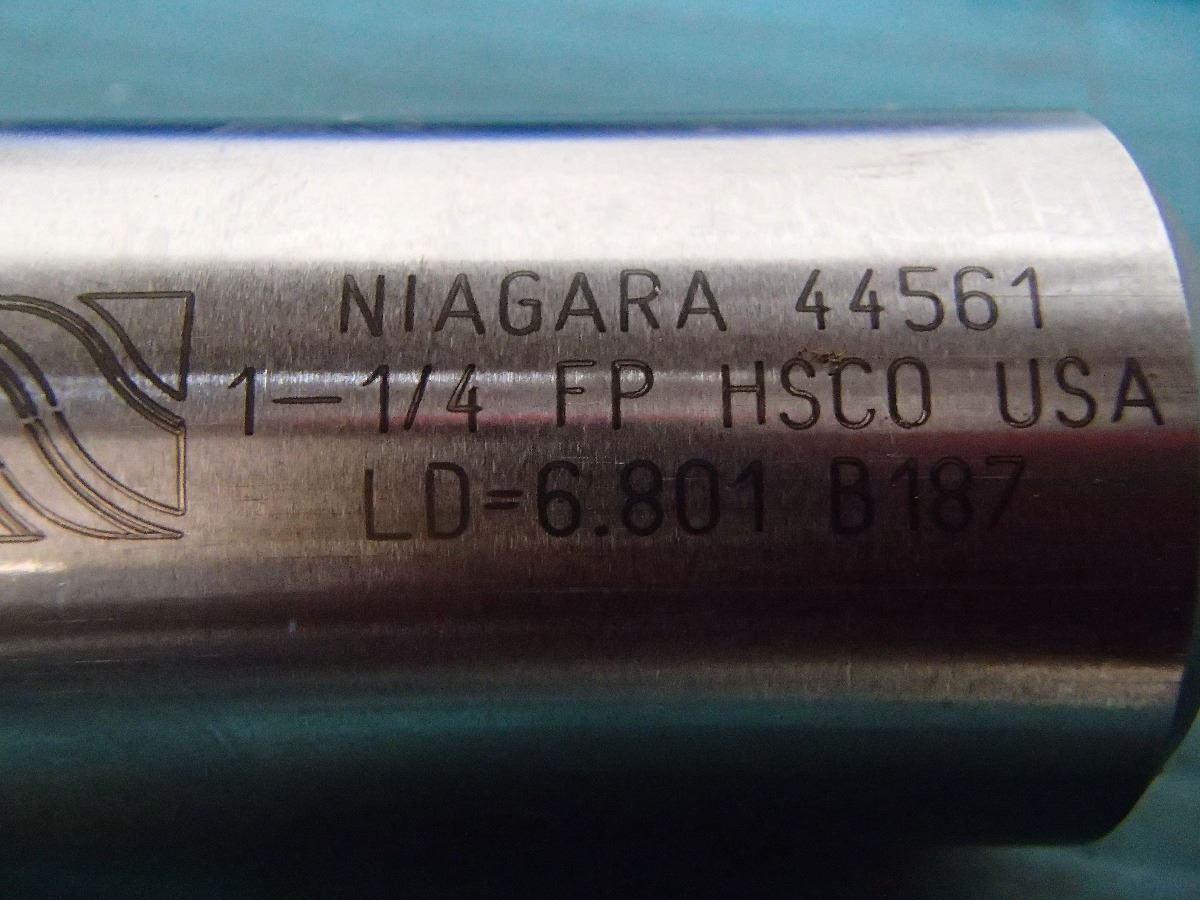 NIAGARA 44561
1-1/4 FP HSCO USA
LD=6.801 B187